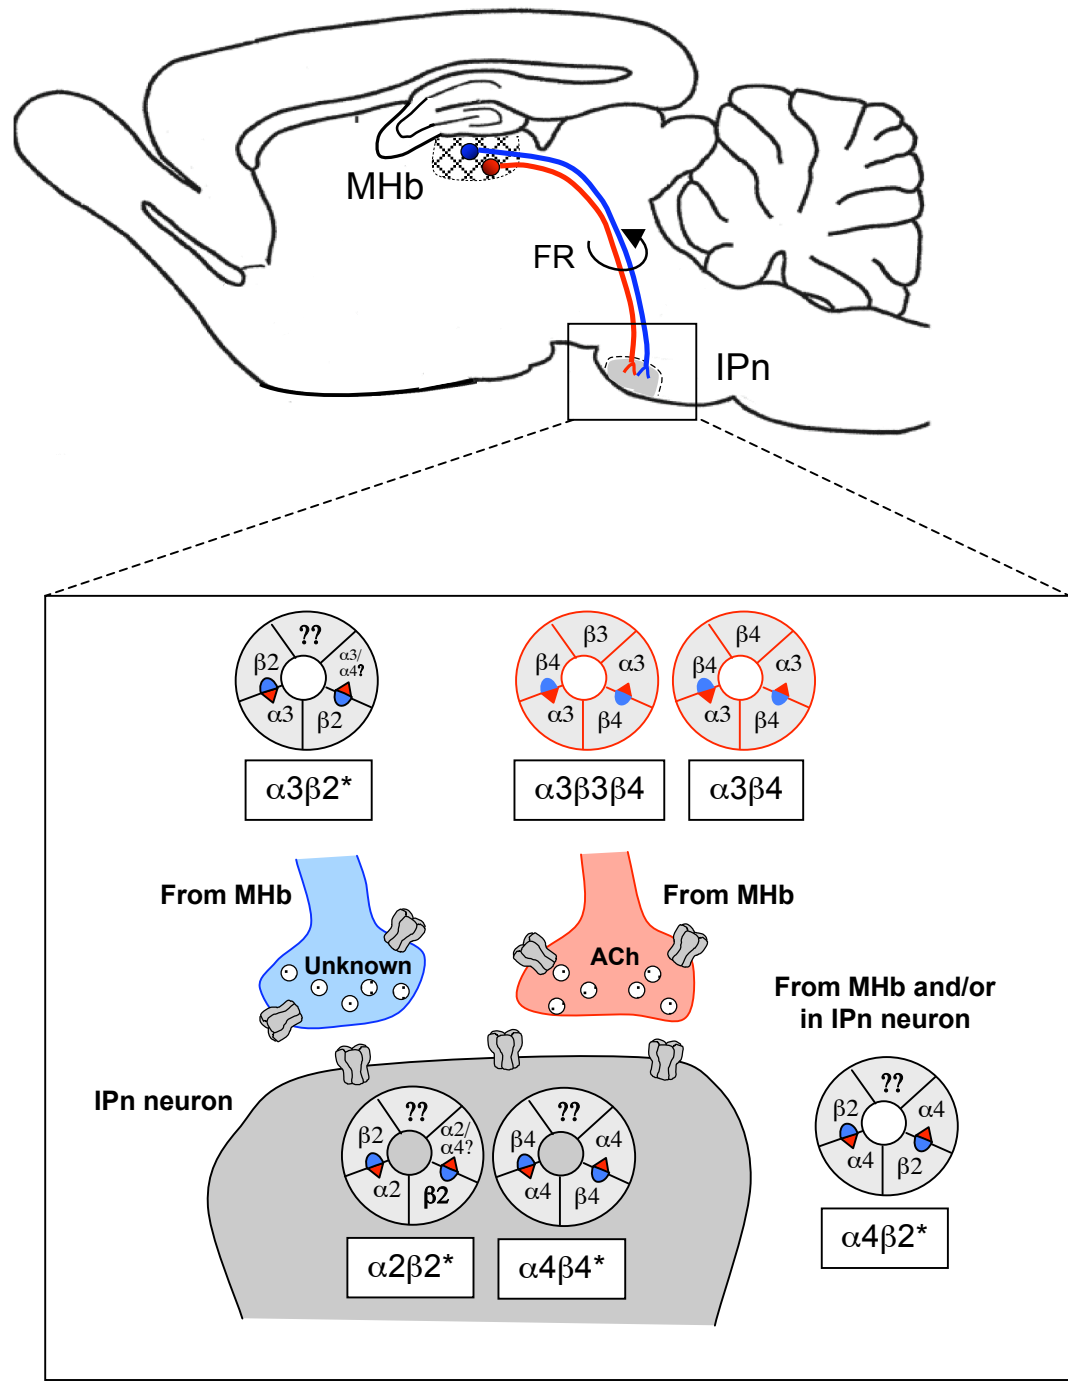 MHb
FR
IPn
??
β2
α3/
α4?
α3
β2
α3β2*
β3
β4
α3
α3
β4
α3β3β4
β4
β4
α3
α3
β4
α3β4
From MHb
Unknown
From MHb
ACh
From MHb and/or
in IPn neuron
IPn neuron
??
β2
α2/
α4?
α2
β2
α2β2*
??
β4
α4
α4
β4
α4β4*
??
β2
α4
α4
β2
α4β2*